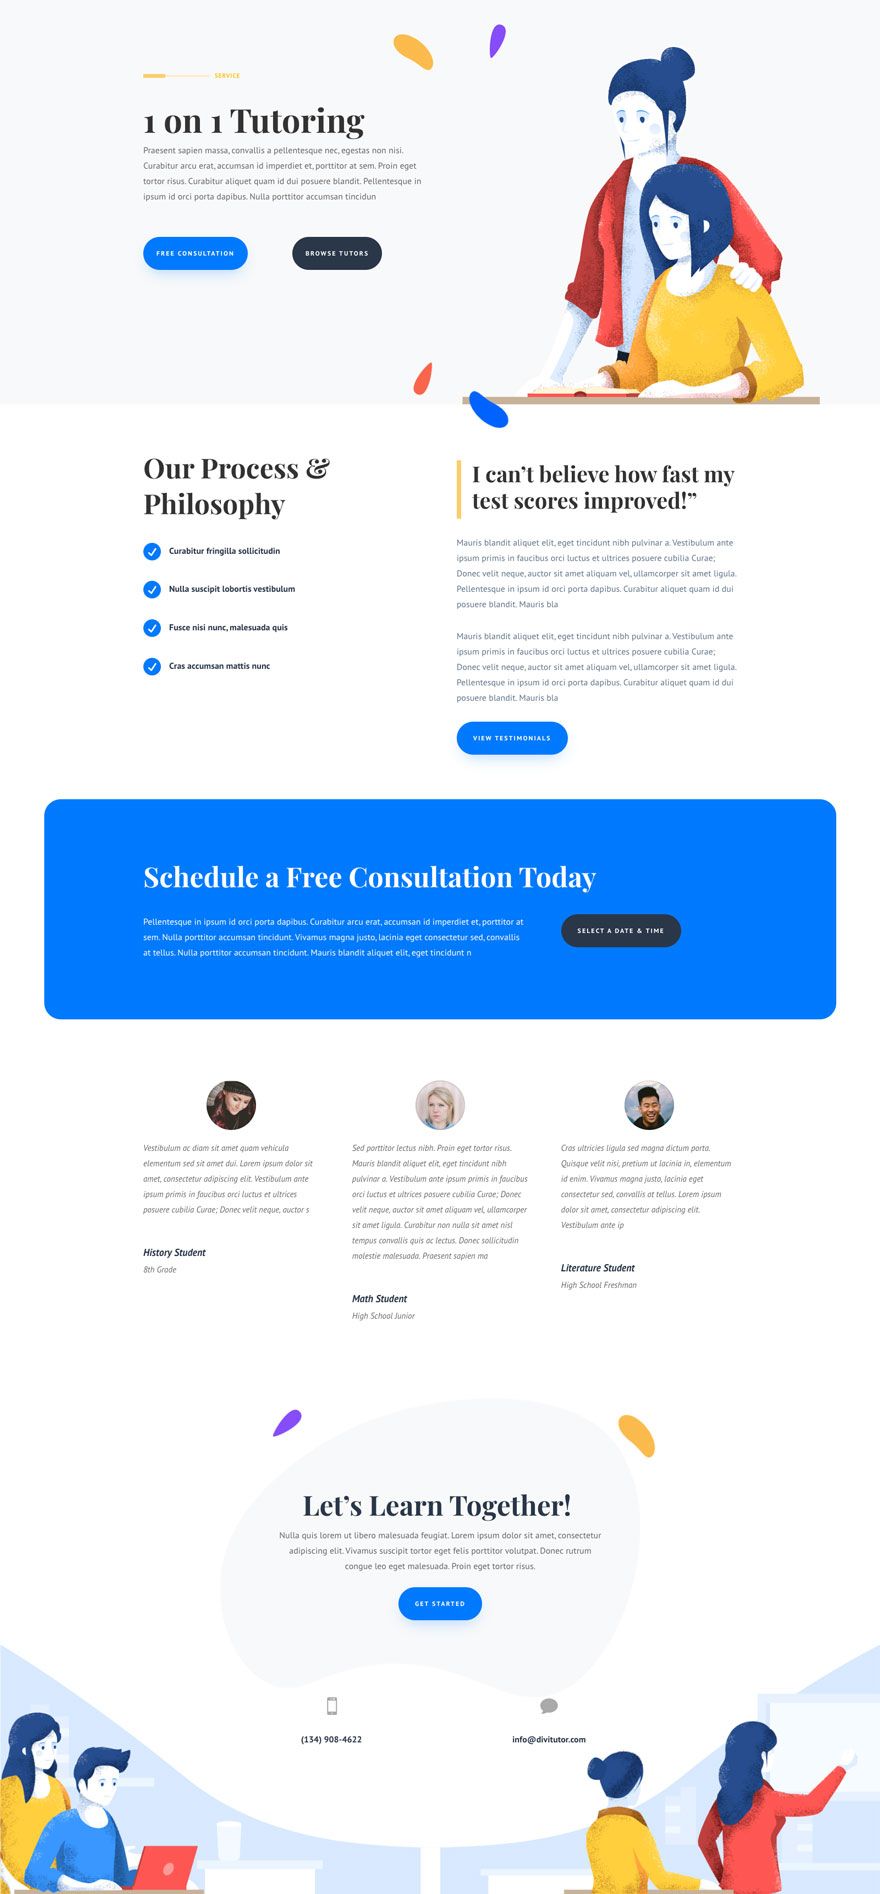 SERVICE
1 on 1 Tutoring
Praesent sapien massa, convallis a pellentesque nec, egestas non nisi.
Curabitur arcu erat, accumsan id imperdiet et, porttitor at sem. Proin eget
tortor risus. Curabitur aliquet quam id dui posuere blandit. Pellentesque in
ipsum id orci porta dapibus. Nulla porttitor accumsan tincidun
FREE CONSULTATION
BROWSE TUTORS
Our Process &
Philosophy
Curabitur fringilla sollicitudin
Nulla suscipit lobortis vestibulum
Fusce nisi nunc, malesuada quis
Cras accumsan mattis nunc
I can’t believe how fast my
test scores improved!”
Mauris blandit aliquet elit, eget tincidunt nibh pulvinar a. Vestibulum ante
ipsum primis in faucibus orci luctus et ultrices posuere cubilia Curae;
Donec velit neque, auctor sit amet aliquam vel, ullamcorper sit amet ligula.
Pellentesque in ipsum id orci porta dapibus. Curabitur aliquet quam id dui
posuere blandit. Mauris bla
Mauris blandit aliquet elit, eget tincidunt nibh pulvinar a. Vestibulum ante
ipsum primis in faucibus orci luctus et ultrices posuere cubilia Curae;
Donec velit neque, auctor sit amet aliquam vel, ullamcorper sit amet ligula.
Pellentesque in ipsum id orci porta dapibus. Curabitur aliquet quam id dui
posuere blandit. Mauris bla
VIEW TESTIMONIALS
Schedule a Free Consultation Today
Pellentesque in ipsum id orci porta dapibus. Curabitur arcu erat, accumsan id imperdiet et, porttitor at
sem. Nulla porttitor accumsan tincidunt. Vivamus magna justo, lacinia eget consectetur sed, convallis
at tellus. Nulla porttitor accumsan tincidunt. Mauris blandit aliquet elit, eget tincidunt n
SELECT A DATE & TIME
Vestibulum ac diam sit amet quam vehicula
elementum sed sit amet dui. Lorem ipsum dolor sit
amet, consectetur adipiscing elit. Vestibulum ante
ipsum primis in faucibus orci luctus et ultrices
posuere cubilia Curae; Donec velit neque, auctor s
History Student
8th Grade
Sed porttitor lectus nibh. Proin eget tortor risus.
Mauris blandit aliquet elit, eget tincidunt nibh
pulvinar a. Vestibulum ante ipsum primis in faucibus
orci luctus et ultrices posuere cubilia Curae; Donec
velit neque, auctor sit amet aliquam vel, ullamcorper
sit amet ligula. Curabitur non nulla sit amet nisl
tempus convallis quis ac lectus. Donec sollicitudin
molestie malesuada. Praesent sapien ma
Math Student
High School Junior
Cras ultricies ligula sed magna dictum porta.
Quisque velit nisi, pretium ut lacinia in, elementum
id enim. Vivamus magna justo, lacinia eget
consectetur sed, convallis at tellus. Lorem ipsum
dolor sit amet, consectetur adipiscing elit.
Vestibulum ante ip
Literature Student
High School Freshman
Let’s Learn Together!
Nulla quis lorem ut libero malesuada feugiat. Lorem ipsum dolor sit amet, consectetur
adipiscing elit. Vivamus suscipit tortor eget felis porttitor volutpat. Donec rutrum
congue leo eget malesuada. Proin eget tortor risus.
GET STARTED
(134) 908-4622
info@divitutor.com